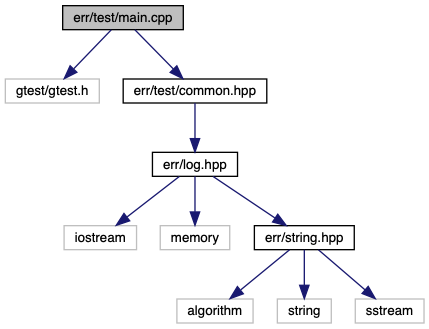 err/test/main.cpp
gtest/gtest.h
err/test/common.hpp
err/log.hpp
iostream
memory
err/string.hpp
algorithm
string
sstream